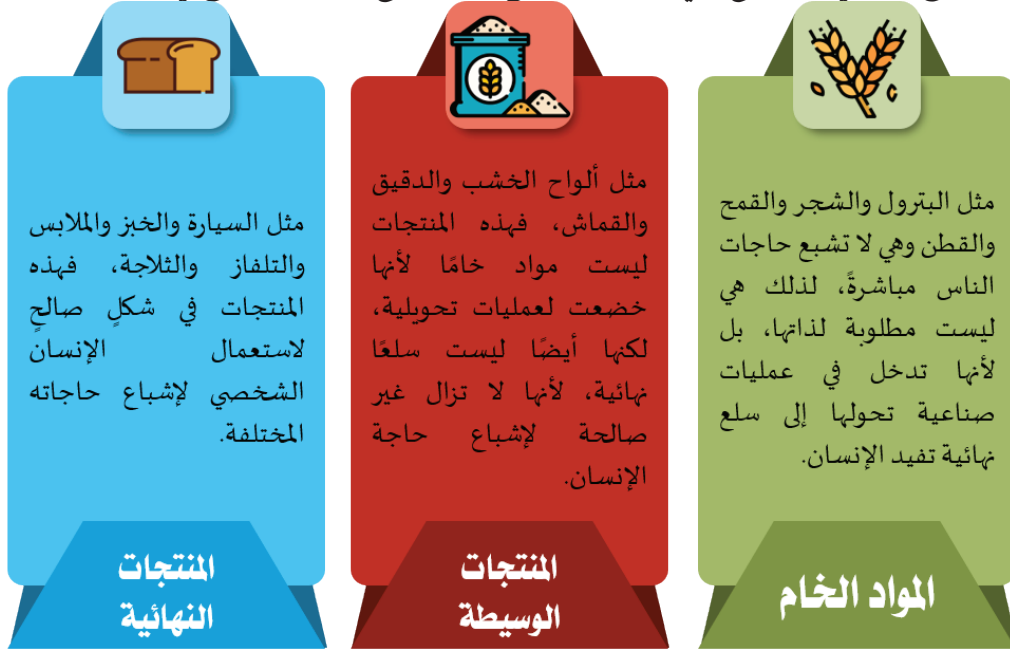 مثل البترول والشجر والقمح
والقطن وهي لا تشبع حاجات
الناس مباشرةً، لذلك هي
ليست مطلوبة لذاتها، بل
لأنها تدخل في عمليات
صناعية تحولها إلى سلع
نهائية تفيد الإنسان.
المواد الخام
مثل ألواح الخشب والدقيق
والقماش، فهذه المنتجات
ليست مواد خامًا لأنها
خضعت لعمليات تحويلية،
لكنها أيضًا ليست سلعًا
نهائية، لأنها لا تزال غير
صالحة لإشباع حاجة
الإنسان.
المنتجات
الوسيطة
مثل السيارة والخبز والملابس
والتلفاز والثلاجة، فهذه
المنتجات في شكلٍ صالحٍ
لاستعمال الإنسان
الشخصي لإشباع حاجاته
المختلفة.
المنتجات
النهائية